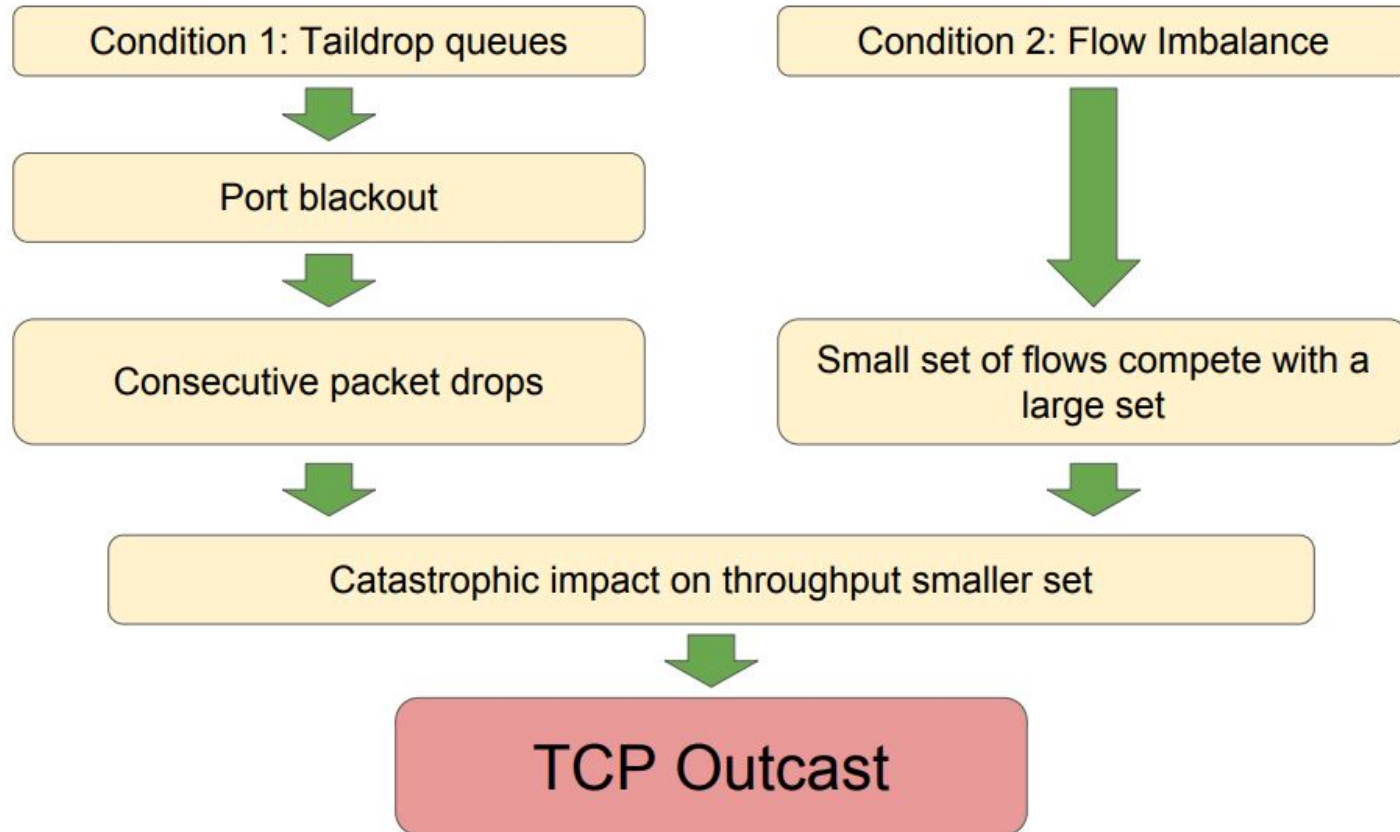 Condition 1: Taildrop queues
Condition 2: Flow Imbalance
Port blackout
Consecutive packet drops
Small set of flows compete with a
large set
Catastrophic impact on throughput smaller set
TCP Outcast